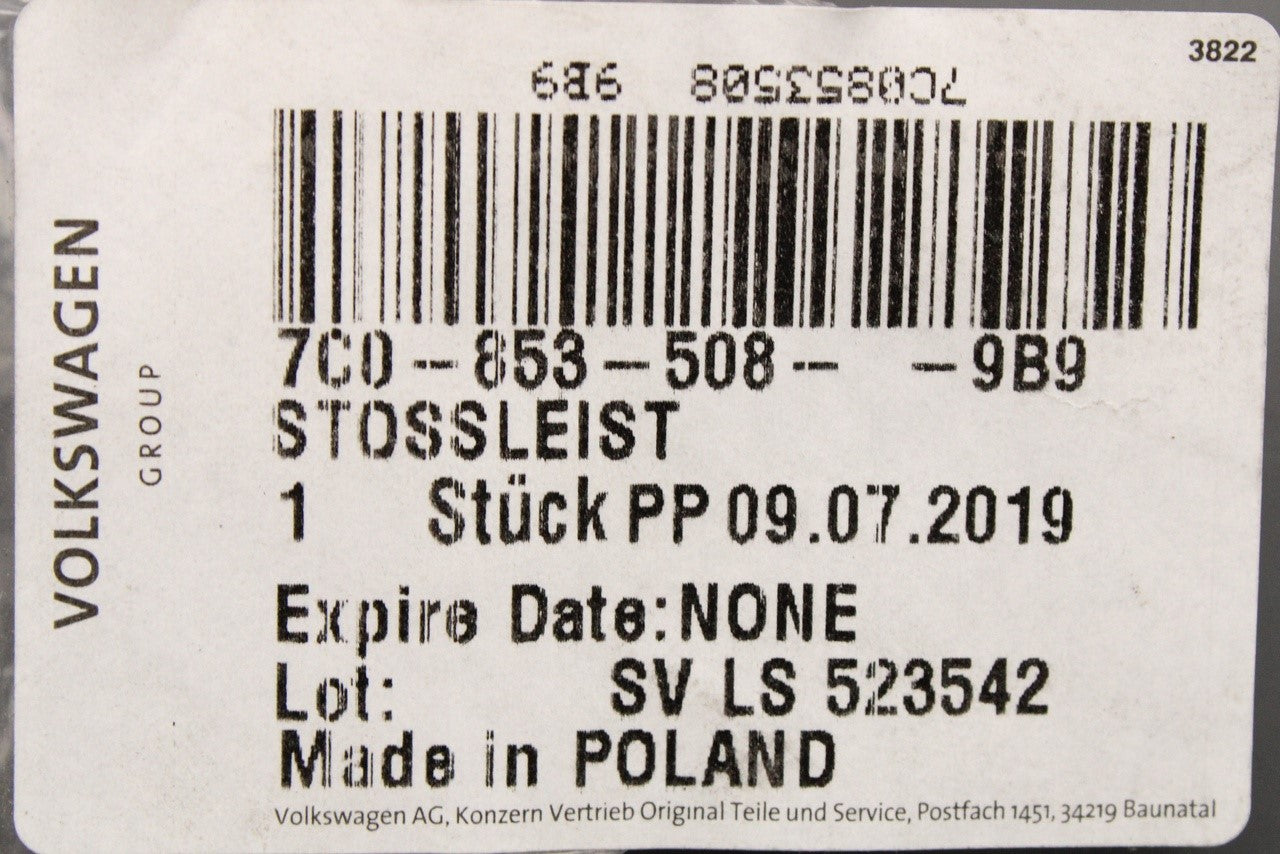 3822
7C0853508 9B9
7C0-853-508- -9B9
STOSSLEIST
1 Stück PP 09.07.2019
Expire Date:NONE
Lot: SV LS 523542
Made in POLAND
Volkswagen AG, Konzern Vertrieb Original Teile und Service, Postfach 1451, 34219 Baunatal
VOLKSWAGEN
GROUP